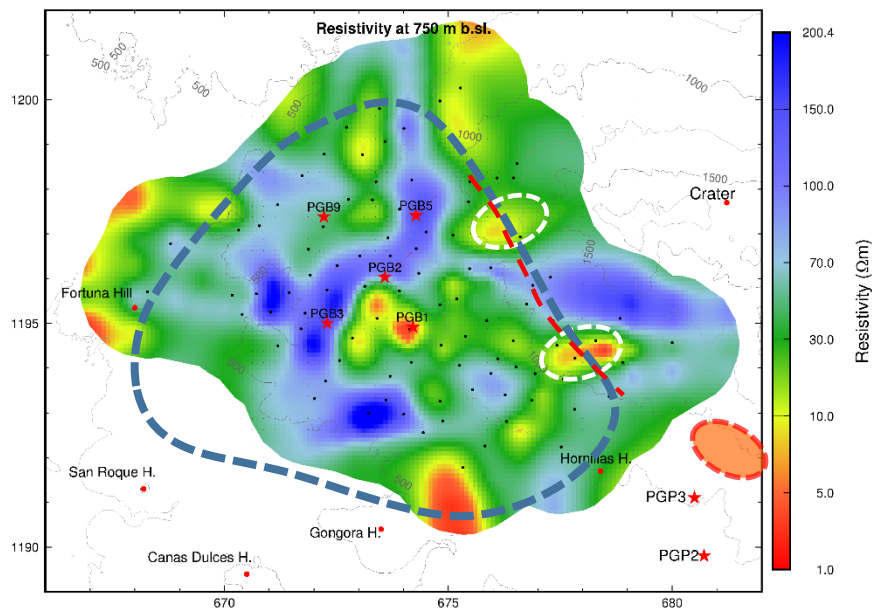 Resistivity at 750 m b.sl.
200.4
500
500
500
500
500
1000
1200
150.0
1000
1500
Crater
100.0
PGB9
PGB5
70.0
Resistivity (Ωm)
1500
PGB2
500
Fortuna Hill
PGB3
PGB1
1195
30.0
500
10.0
San Roque H.
500
Hornillas H.
PGP3
5.0
Gongora H.
PGP2
1190
Canas Dulces H.
1.0
670
675
680